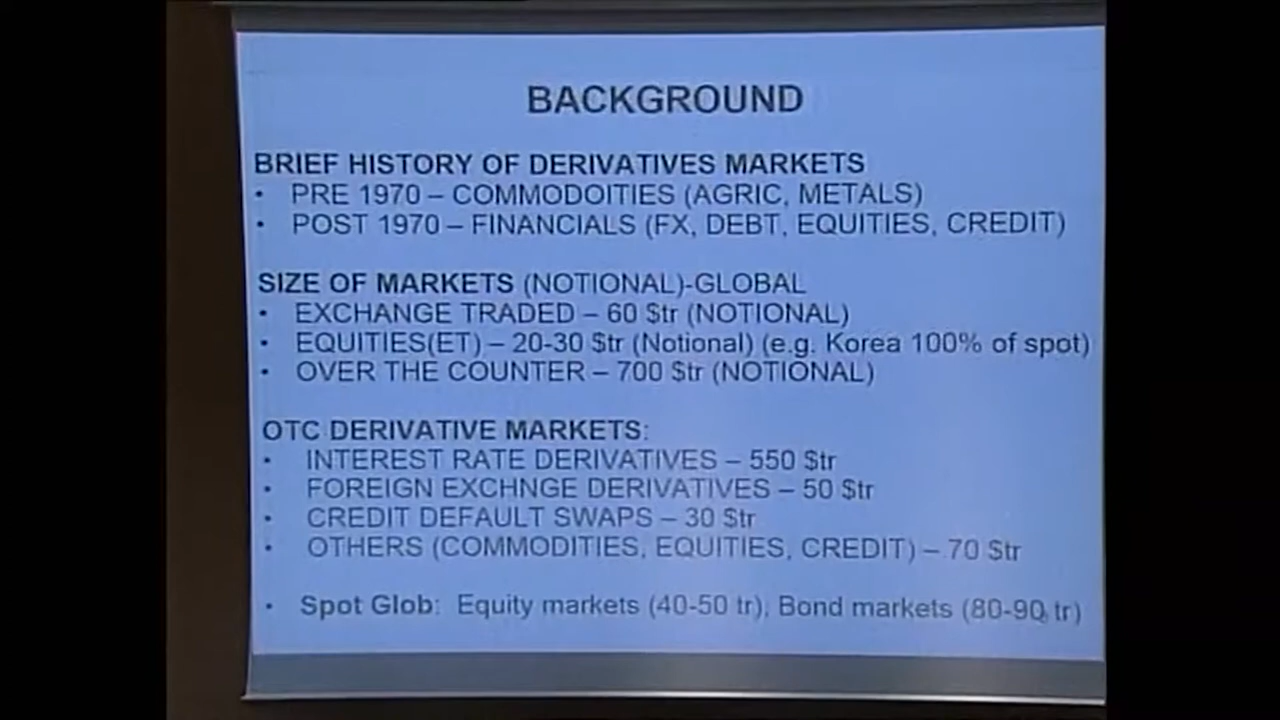 BACKGROUND
BRIEF HISTORY OF DERIVATIVES MARKETS
• PRE 1970 – COMMODOITIES (AGRIC, METALS)
• POST 1970 – FINANCIALS (FX, DEBT, EQUITIES, CREDIT)
SIZE OF MARKETS (NOTIONAL)-GLOBAL
• EXCHANGE TRADED – 60 $tr (NOTIONAL)
• EQUITIES(ET) – 20-30 $tr (Notional) (e.g. Korea 100% of spot)
• OVER THE COUNTER – 700 $tr (NOTIONAL)
OTC DERIVATIVE MARKETS:
• INTEREST RATE DERIVATIVES – 550 $tr
• FOREIGN EXCHNGE DERIVATIVES – 50 $tr
• CREDIT DEFAULT SWAPS – 30 $tr
• OTHERS (COMMODITIES, EQUITIES, CREDIT) – 70 $tr
• Spot Glob: Equity markets (40-50 tr), Bond markets (80-90 tr)